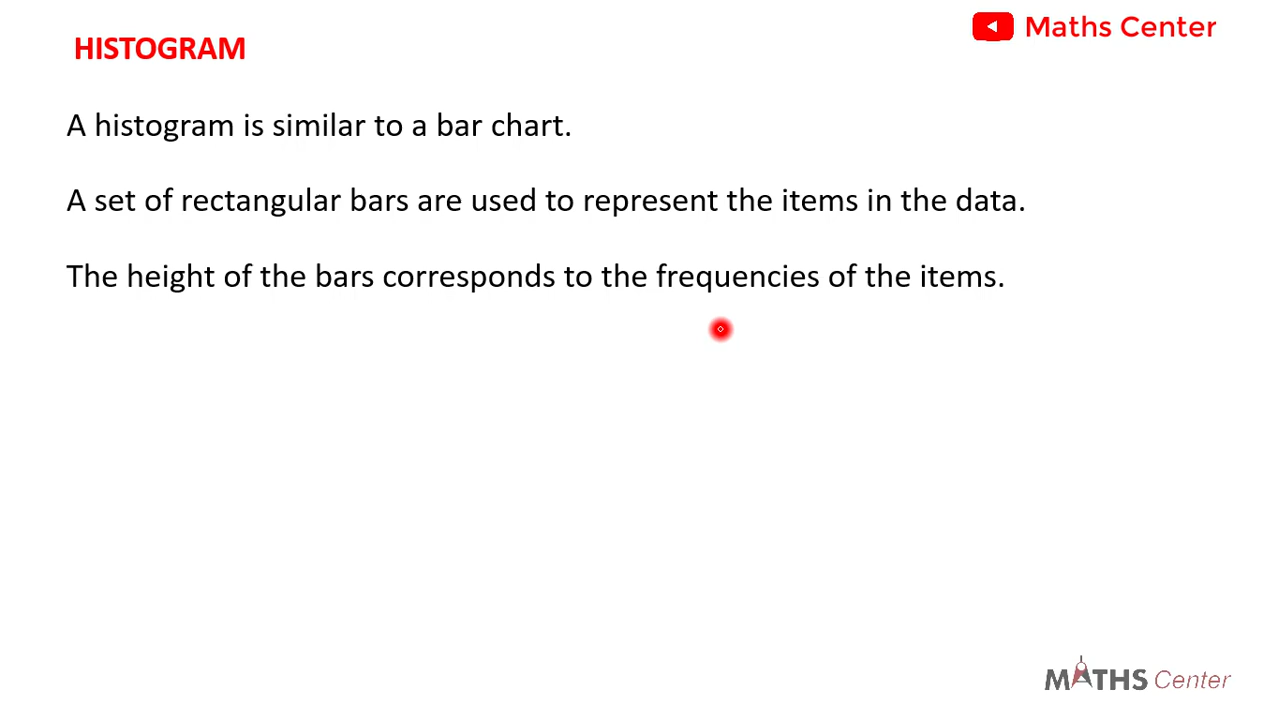 Maths Center
HISTOGRAM
A histogram is similar to a bar chart.
A set of rectangular bars are used to represent the items in the data.
The height of the bars corresponds to the frequencies of the items.
MATHS Center